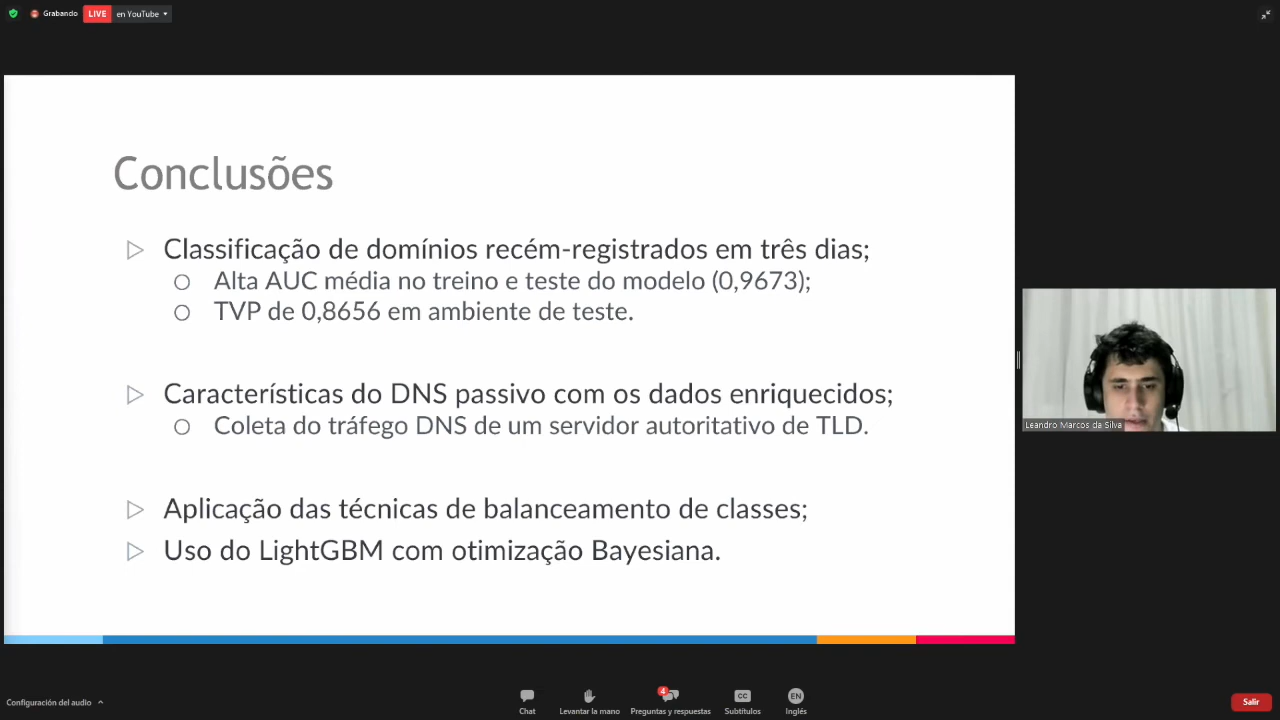 Grabando
LIVE
en YouTube
Conclusões
Classificação de domínios recém-registrados em três dias;
Alta AUC média no treino e teste do modelo (0,9673);
TVP de 0,8656 em ambiente de teste.
Características do DNS passivo com os dados enriquecidos;
Coleta do tráfego DNS de um servidor autoritativo de TLD.
Aplicação das técnicas de balanceamento de classes;
Uso do LightGBM com otimização Bayesiana.
Leandro Marcos da Silva
Configuración del audio
Chat
Levantar la mano
4
Preguntas y respuestas
CC
Subtítulos
EN
Inglés
Salir